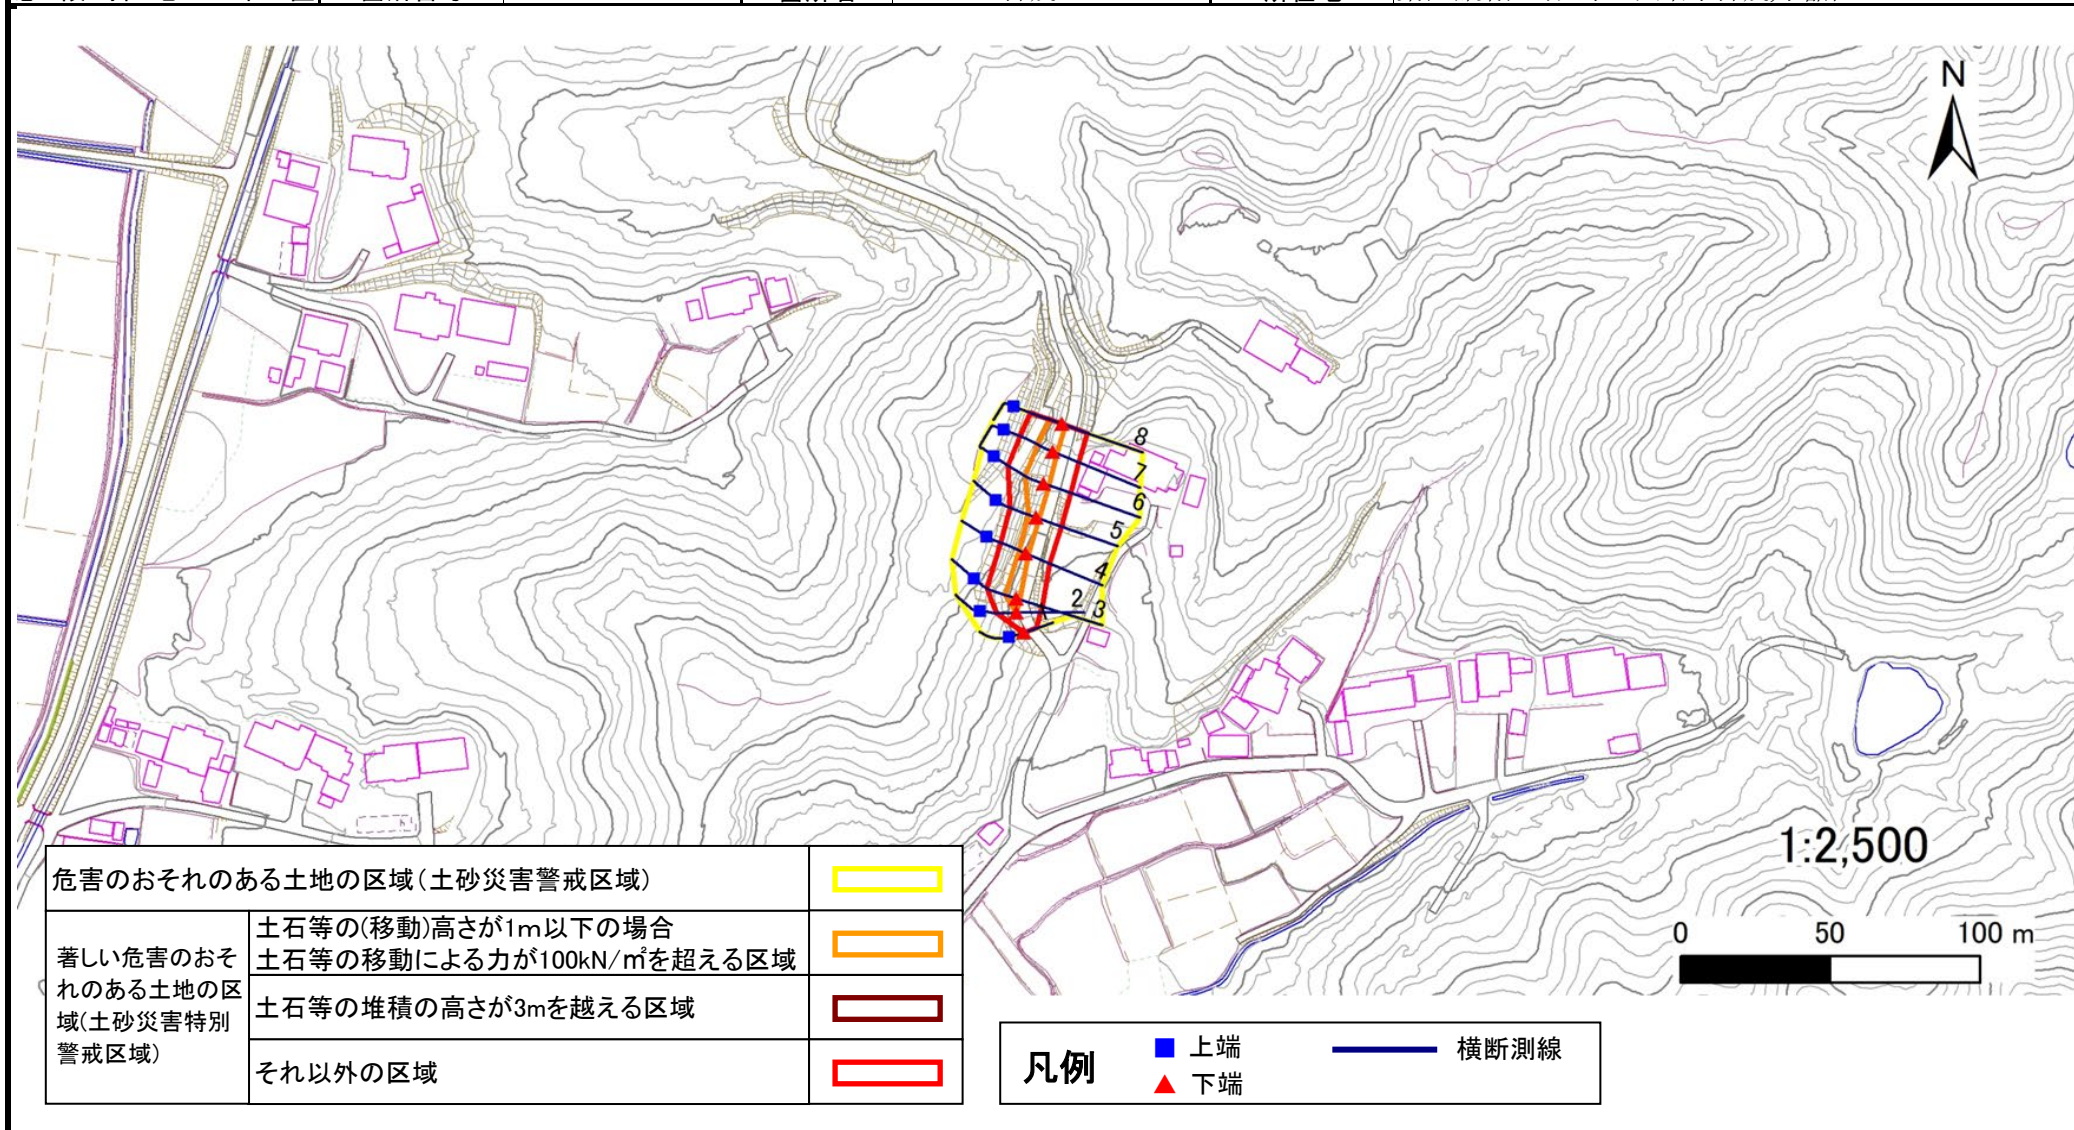 N
8
7
6
5
4
3
2
1
1:2,500
0 50 100 m
危害のおそれのある土地の区域(土砂災害警戒区域)
著しい危害のおそれのある土地の区域(土砂災害特別警戒区域)
土石等の(移動)高さが1m以下の場合
土石等の移動による力が100kN/㎡を超える区域
土石等の堆積の高さが3mを越える区域
それ以外の区域
凡例
上端
下端
横断測線